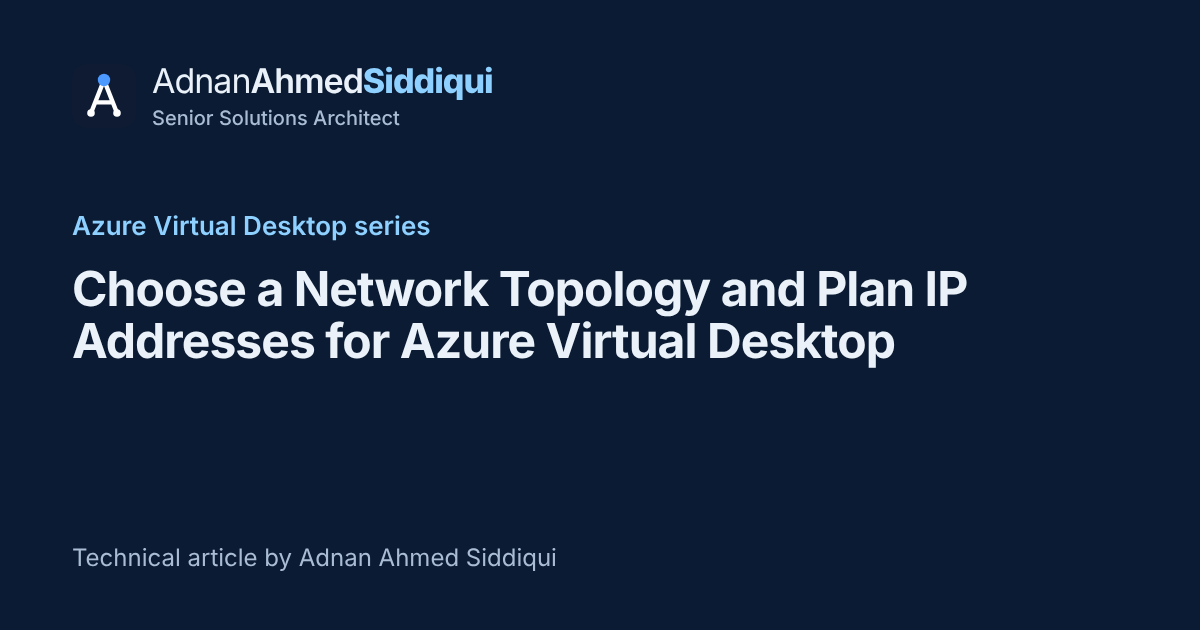 AdnanAhmedSiddiqui
Senior Solutions Architect
Azure Virtual Desktop series
Choose a Network Topology and Plan IP
Addresses for Azure Virtual Desktop
Technical article by Adnan Ahmed Siddiqui